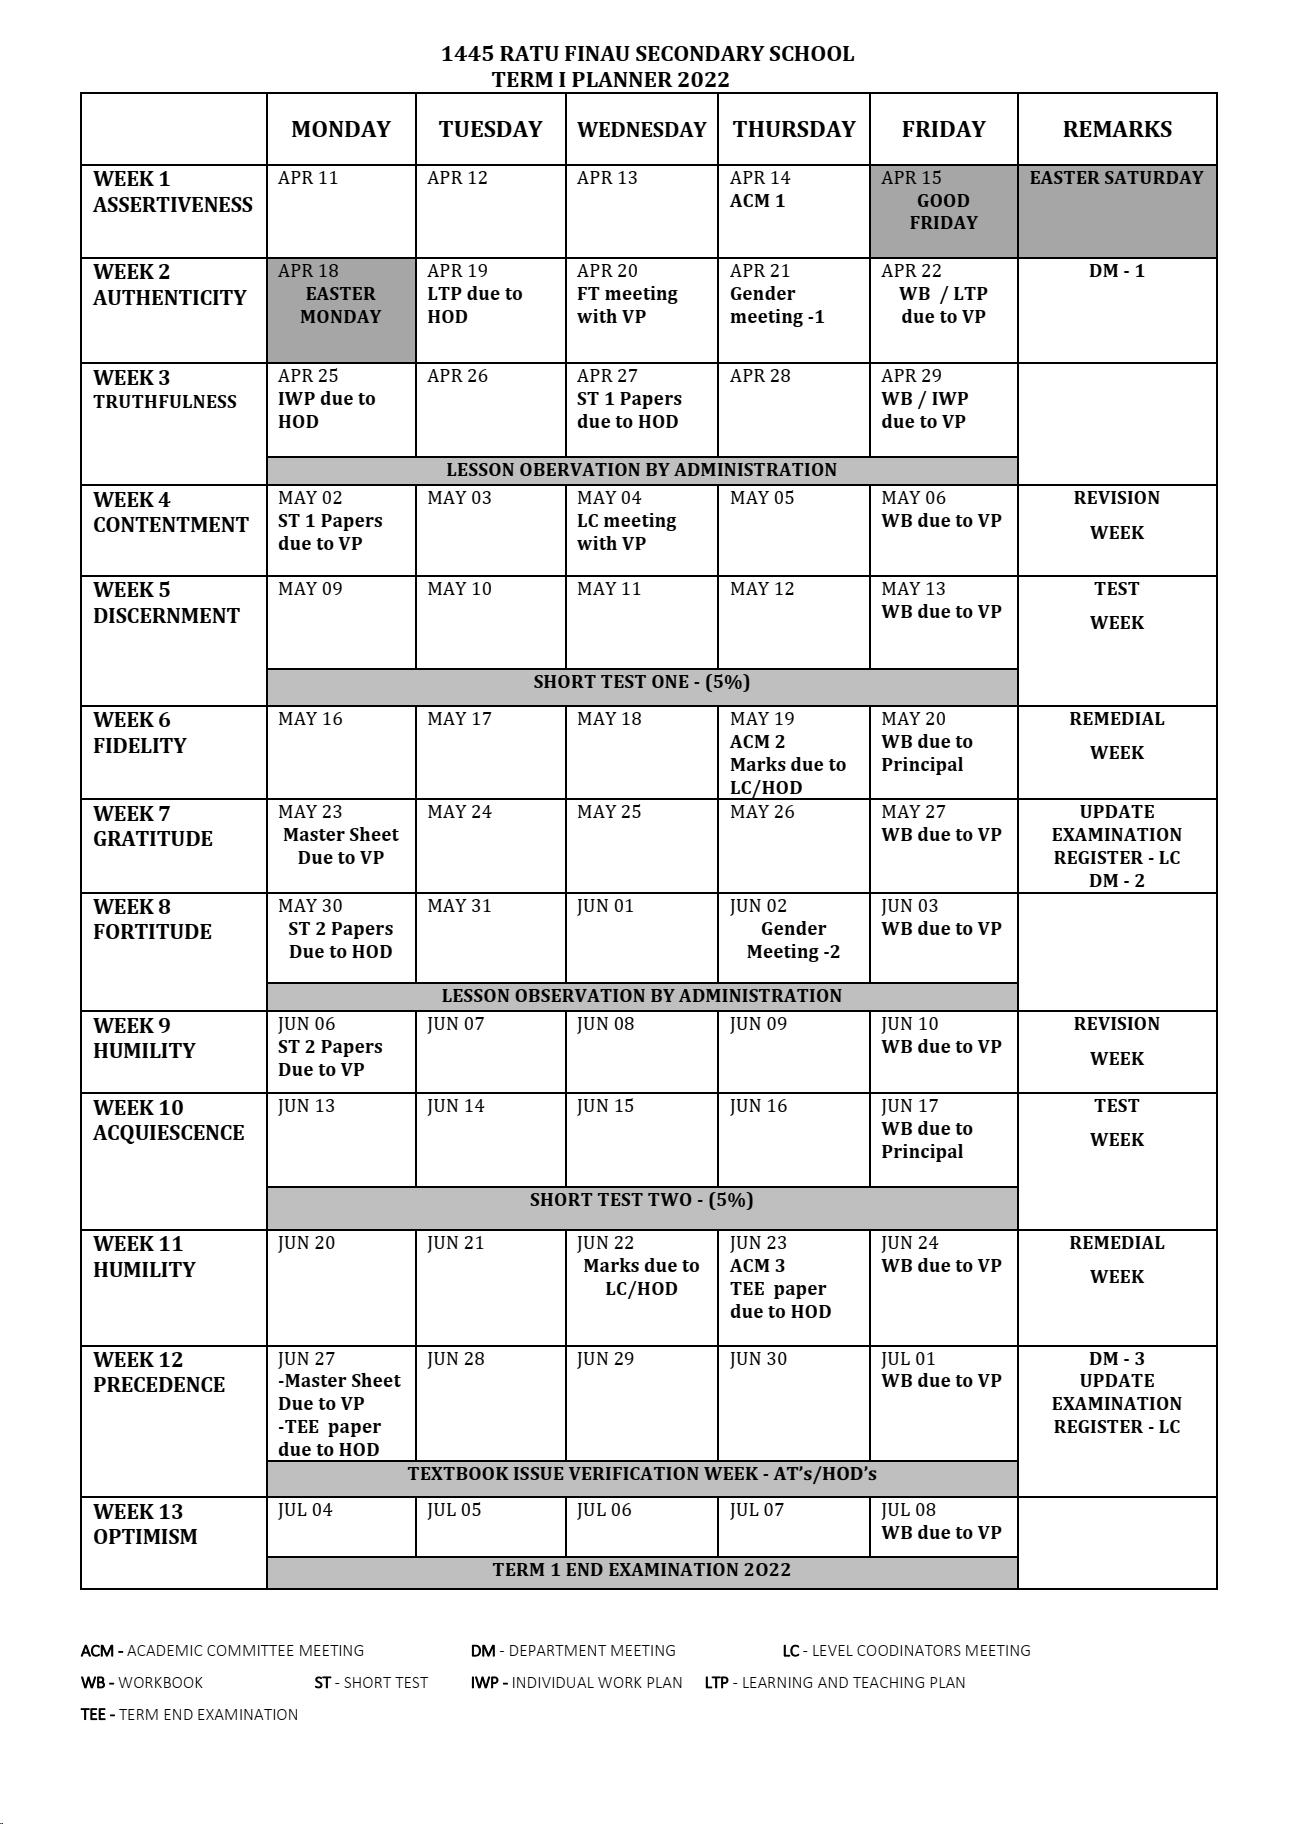 1445 RATU FINAU SECONDARY SCHOOL
TERM I PLANNER 2022
MONDAY TUESDAY WEDNESDAY THURSDAY FRIDAY REMARKS
WEEK 1
ASSERTIVENESS
APR 11
APR 12
APR 13
APR 14
ACM 1
APR 15
GOOD
FRIDAY
EASTER SATURDAY
WEEK 2
AUTHENTICITY
APR 18
EASTER
MONDAY
APR 19
LTP due to
HOD
APR 20
FT meeting
with VP
APR 21
Gender
meeting -1
APR 22
WB / LTP
due to VP
DM - 1
WEEK 3
TRUTHFULNESS
APR 25
IWP due to
HOD
APR 26
APR 27
ST 1 Papers
due to HOD
APR 28
APR 29
WB / IWP
due to VP
LESSON OBERVATION BY ADMINISTRATION
WEEK 4
CONTENTMENT
MAY 02
ST 1 Papers
due to VP
MAY 03
MAY 04
LC meeting
with VP
MAY 05
MAY 06
WB due to VP
REVISION
WEEK
WEEK 5
DISCERNMENT
MAY 09
MAY 10
MAY 11
MAY 12
MAY 13
WB due to VP
TEST
WEEK
SHORT TEST ONE - (5%)
WEEK 6
FIDELITY
MAY 16
MAY 17
MAY 18
MAY 19
ACM 2
Marks due to
LC/HOD
MAY 20
WB due to
Principal
REMEDIAL
WEEK
WEEK 7
GRATITUDE
MAY 23
Master Sheet
Due to VP
MAY 24
MAY 25
MAY 26
MAY 27
WB due to VP
UPDATE
EXAMINATION
REGISTER - LC
DM - 2
WEEK 8
FORTITUDE
MAY 30
ST 2 Papers
Due to HOD
MAY 31
JUN 01
JUN 02
Gender
Meeting -2
JUN 03
WB due to VP
LESSON OBSERVATION BY ADMINISTRATION
WEEK 9
HUMILITY
JUN 06
ST 2 Papers
Due to VP
JUN 07
JUN 08
JUN 09
JUN 10
WB due to VP
REVISION
WEEK
WEEK 10
ACQUIESCENCE
JUN 13
JUN 14
JUN 15
JUN 16
JUN 17
WB due to
Principal
TEST
WEEK
SHORT TEST TWO - (5%)
WEEK 11
HUMILITY
JUN 20
JUN 21
JUN 22
Marks due to
LC/HOD
JUN 23
ACM 3
TEE paper
due to HOD
JUN 24
WB due to VP
REMEDIAL
WEEK
WEEK 12
PRECEDENCE
JUN 27
-Master Sheet
Due to VP
-TEE paper
due to HOD
JUN 28
JUN 29
JUN 30
JUL 01
WB due to VP
DM - 3
UPDATE
EXAMINATION
REGISTER - LC
TEXTBOOK ISSUE VERIFICATION WEEK - AT's/HOD's
WEEK 13
OPTIMISM
JUL 04
JUL 05
JUL 06
JUL 07
JUL 08
WB due to VP
TERM 1 END EXAMINATION 2O22
ACM - ACADEMIC COMMITTEE MEETING DM - DEPARTMENT MEETING LC - LEVEL COODINATORS MEETING
WB - WORKBOOK ST - SHORT TEST IWP - INDIVIDUAL WORK PLAN LTP - LEARNING AND TEACHING PLAN
TEE - TERM END EXAMINATION